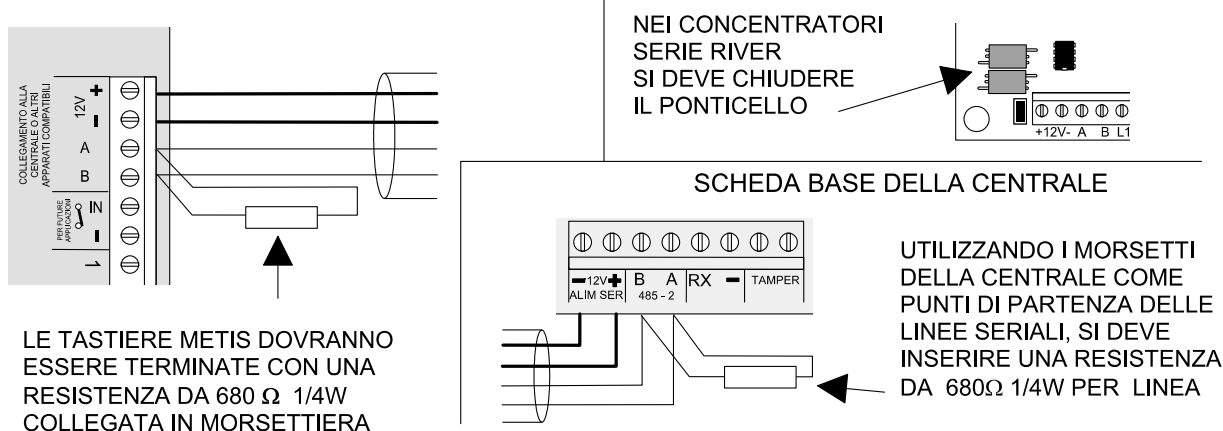 COLLEGAMENTO ALLA
CENTRALE O ALTRI
APPARATI COMPATIBILI
12V
+
-
A
B
PER FUTURE
APPLICAZIONI
IN
-
1
LE TASTIERE METIS DOVRANNO
ESSERE TERMINATE CON UNA
RESISTENZA DA 680 Ω 1/4W
COLLEGATA IN MORSETTIERA
NEI CONCENTRATORI
SERIE RIVER
SI DEVE CHIUDERE
IL PONTICELLO
+12V- A B L1
SCHEDA BASE DELLA CENTRALE
-12V+ B A RX - TAMPER
ALIM SER 485 - 2
UTILIZZANDO I MORSETTI
DELLA CENTRALE COME
PUNTI DI PARTENZA DELLE
LINEE SERIALI, SI DEVE
INSERIRE UNA RESISTENZA
DA 680Ω 1/4W PER LINEA